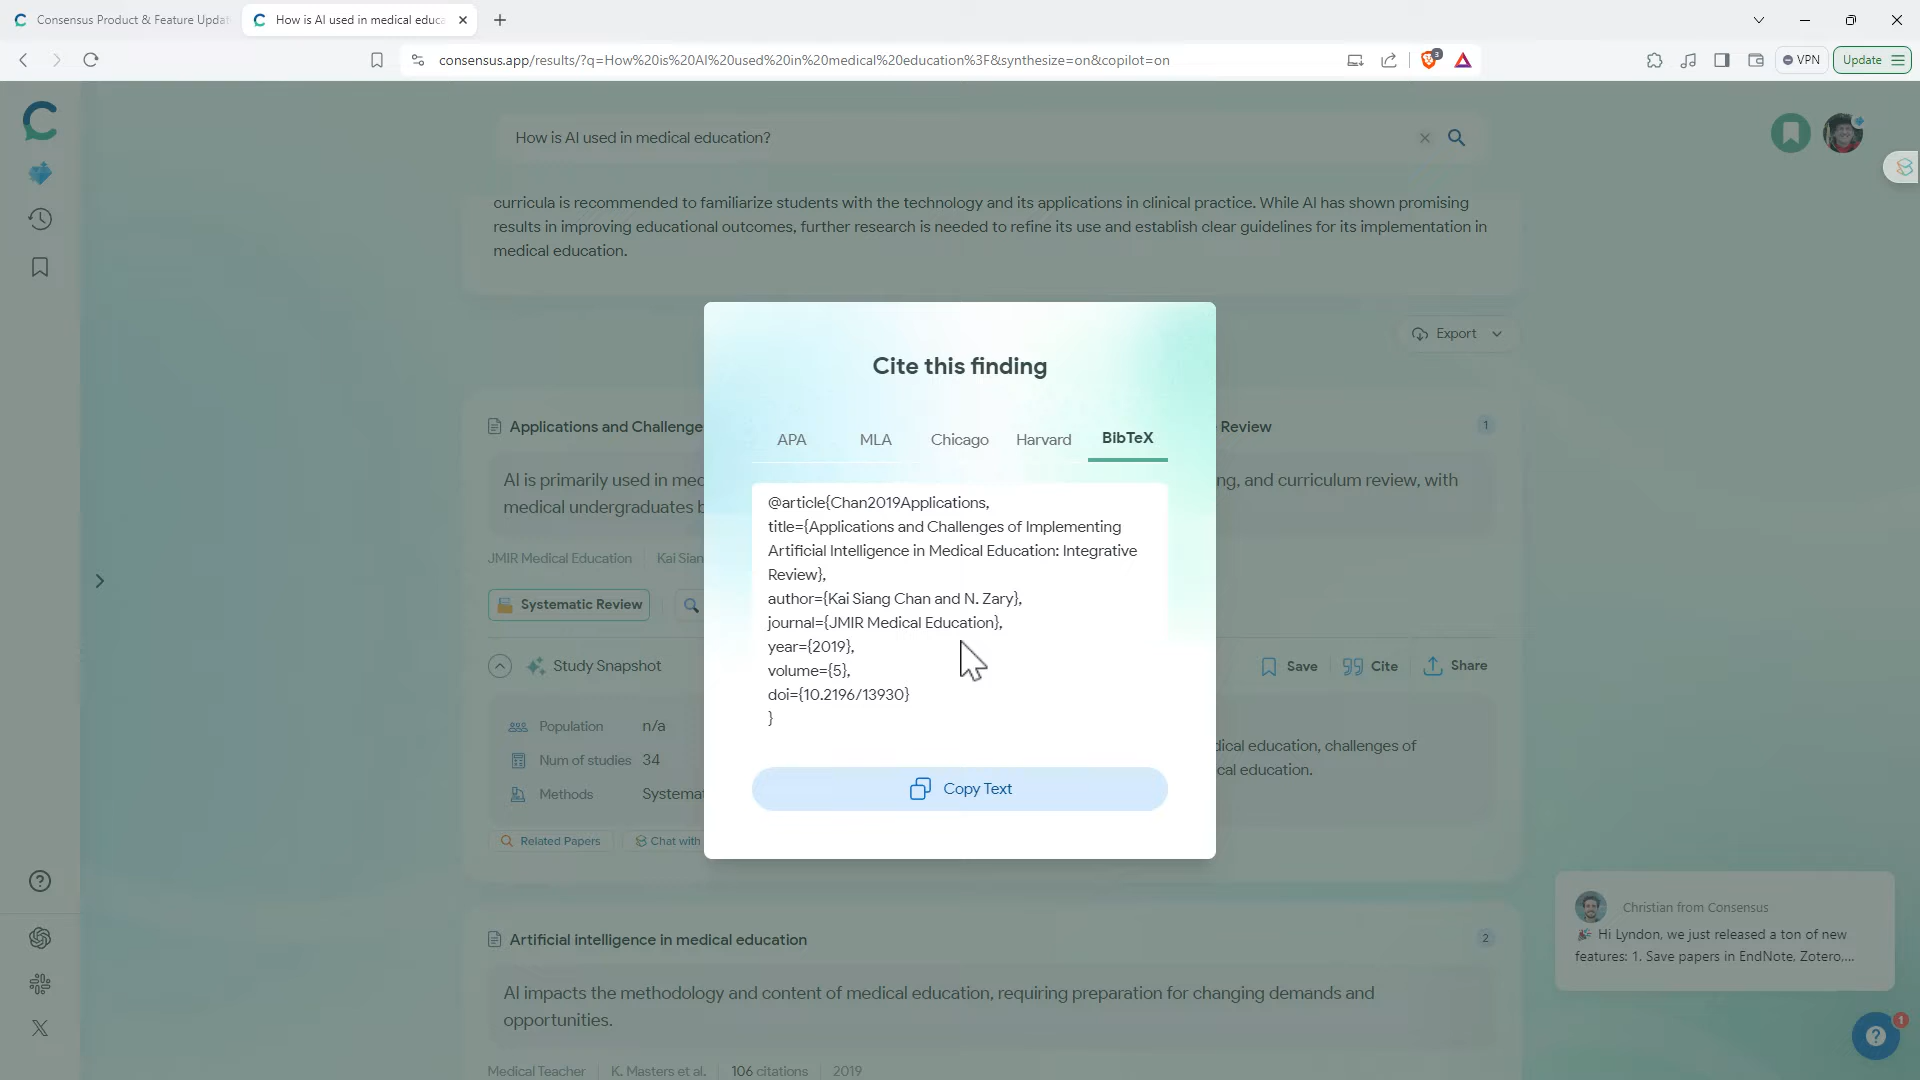 Consensus Product & Feature Updat
How is AI used in medical educa
consensus.app/results/?q=How%20is%20AI%20used%20in%20medical%20education%3F&synthesize=on&copilot=on
3
VPN
Update
How is AI used in medical education?
curricula is recommended to familiarize students with the technology and its applications in clinical practice. While AI has shown promising
results in improving educational outcomes, further research is needed to refine its use and establish clear guidelines for its implementation in
medical education.
Export
Cite this finding
APA
MLA
Chicago
Harvard
BibTeX
@article{Chan2019Applications,
title={Applications and Challenges of Implementing
Artificial Intelligence in Medical Education: Integrative
Review},
author={Kai Siang Chan and N. Zary},
journal={JMIR Medical Education},
year={2019},
volume={5},
doi={10.2196/13930}
}
Copy Text
Applications and Challenge
Review
1
AI is primarily used in med
ng, and curriculum review, with
medical undergraduates b
JMIR Medical Education
Kai Sian
Systematic Review
Study Snapshot
Save
Cite
Share
Population
n/a
Num of studies
34
Methods
Systemat
dical education, challenges of
cal education.
Related Papers
Chat with
Artificial intelligence in medical education
2
AI impacts the methodology and content of medical education, requiring preparation for changing demands and
opportunities.
Medical Teacher
K. Masters et al.
106 citations
2019
Christian from Consensus
🎉 Hi Lyndon, we just released a ton of new
features: 1. Save papers in EndNote, Zotero,...
1